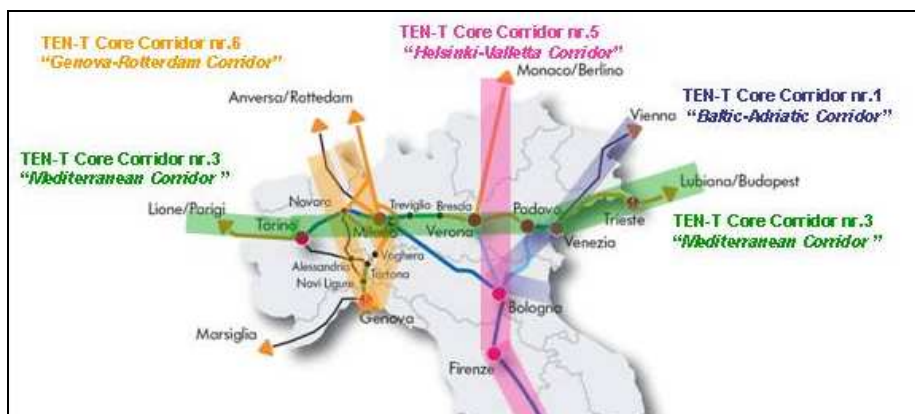 TEN-T Core Corridor nr.6
“Genova-Rotterdam Corridor”
TEN-T Core Corridor nr.5
“Helsinki-Valletta Corridor”
Monaco/Berlino
TEN-T Core Corridor nr.1
“Baltic-Adriatic Corridor”
Anversa/Rottedam
Vienna
TEN-T Core Corridor nr.3
“Mediterranean Corridor ”
Lubiana/Budapest
Lione/Parigi
Novara
Treviglio
Brescia
Padova
Torino
Milano
Verona
Trieste
Venezia
TEN-T Core Corridor nr.3
“Mediterranean Corridor ”
Voghera
Alessandria
Tortona
Novi Ligure
Bologna
Genova
Marsiglia
Firenze